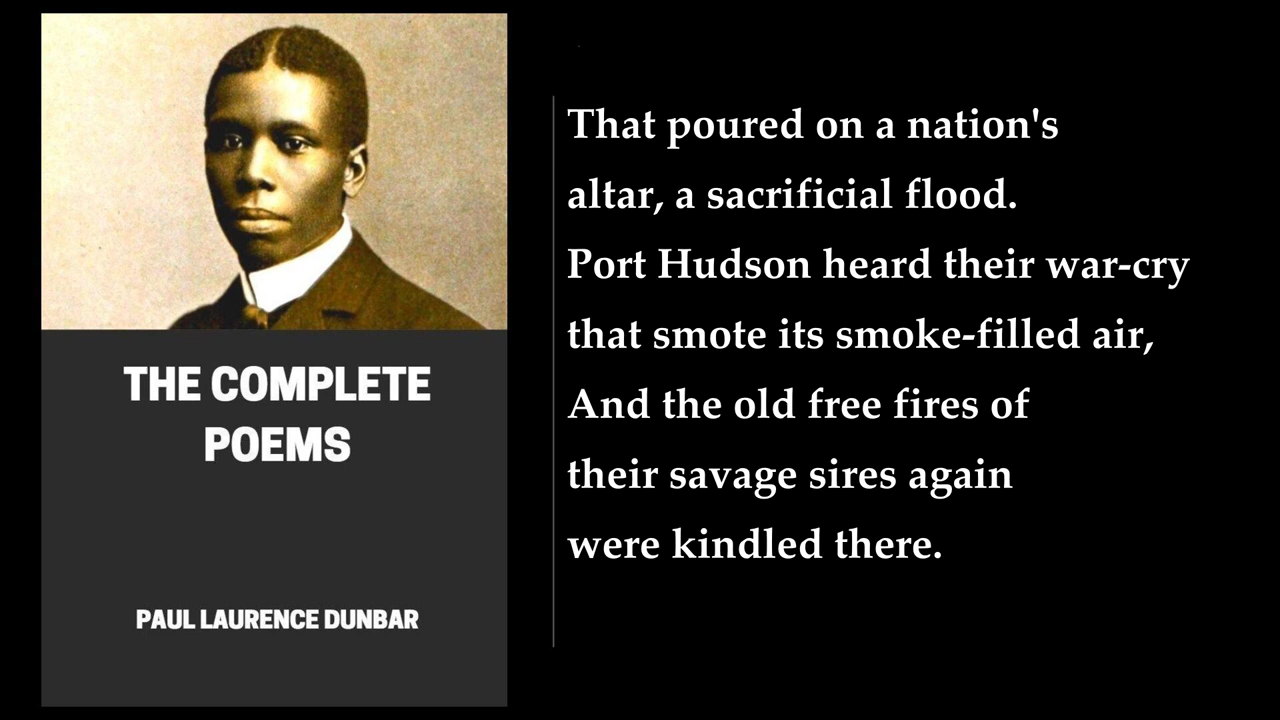 THE COMPLETE
POEMS
PAUL LAURENCE DUNBAR
That poured on a nation's
altar, a sacrificial flood.
Port Hudson heard their war-cry
that smote its smoke-filled air,
And the old free fires of
their savage sires again
were kindled there.